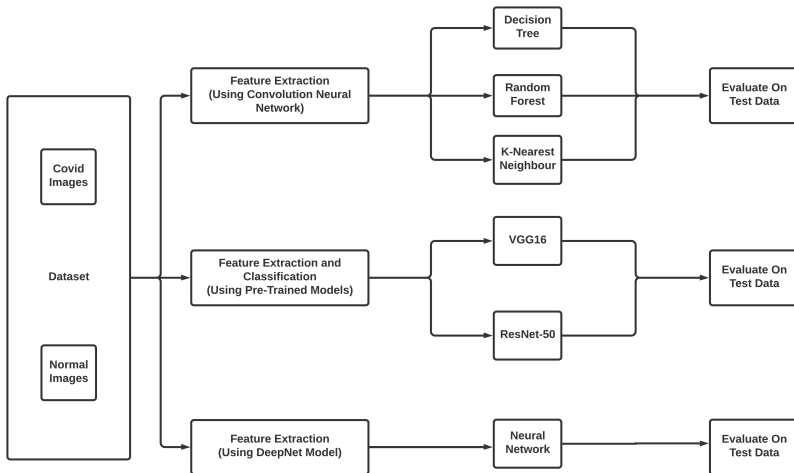 Covid
Images
Dataset
Normal
Images
Feature Extraction
(Using Convolution Neural
Network)
Decision
Tree
Random
Forest
K-Nearest
Neighbour
Evaluate On
Test Data
Feature Extraction and
Classification
(Using Pre-Trained Models)
VGG16
ResNet-50
Evaluate On
Test Data
Feature Extraction
(Using DeepNet Model)
Neural
Network
Evaluate On
Test Data